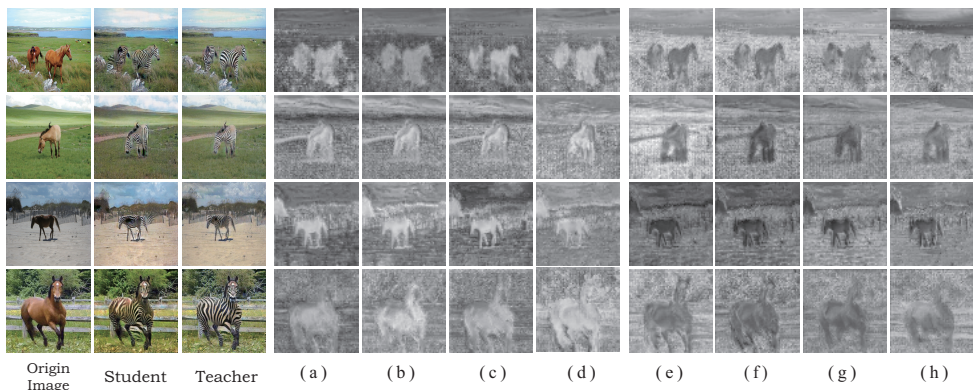 Origin
Image
Student
Teacher
( a )
( b )
( c )
( d )
( e )
( f )
( g )
( h )